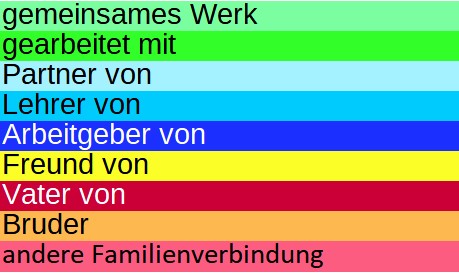 gemeinsames Werk
gearbeitet mit
Partner von
Lehrer von
Arbeitgeber von
Freund von
Vater von
Bruder
andere Familienverbindung